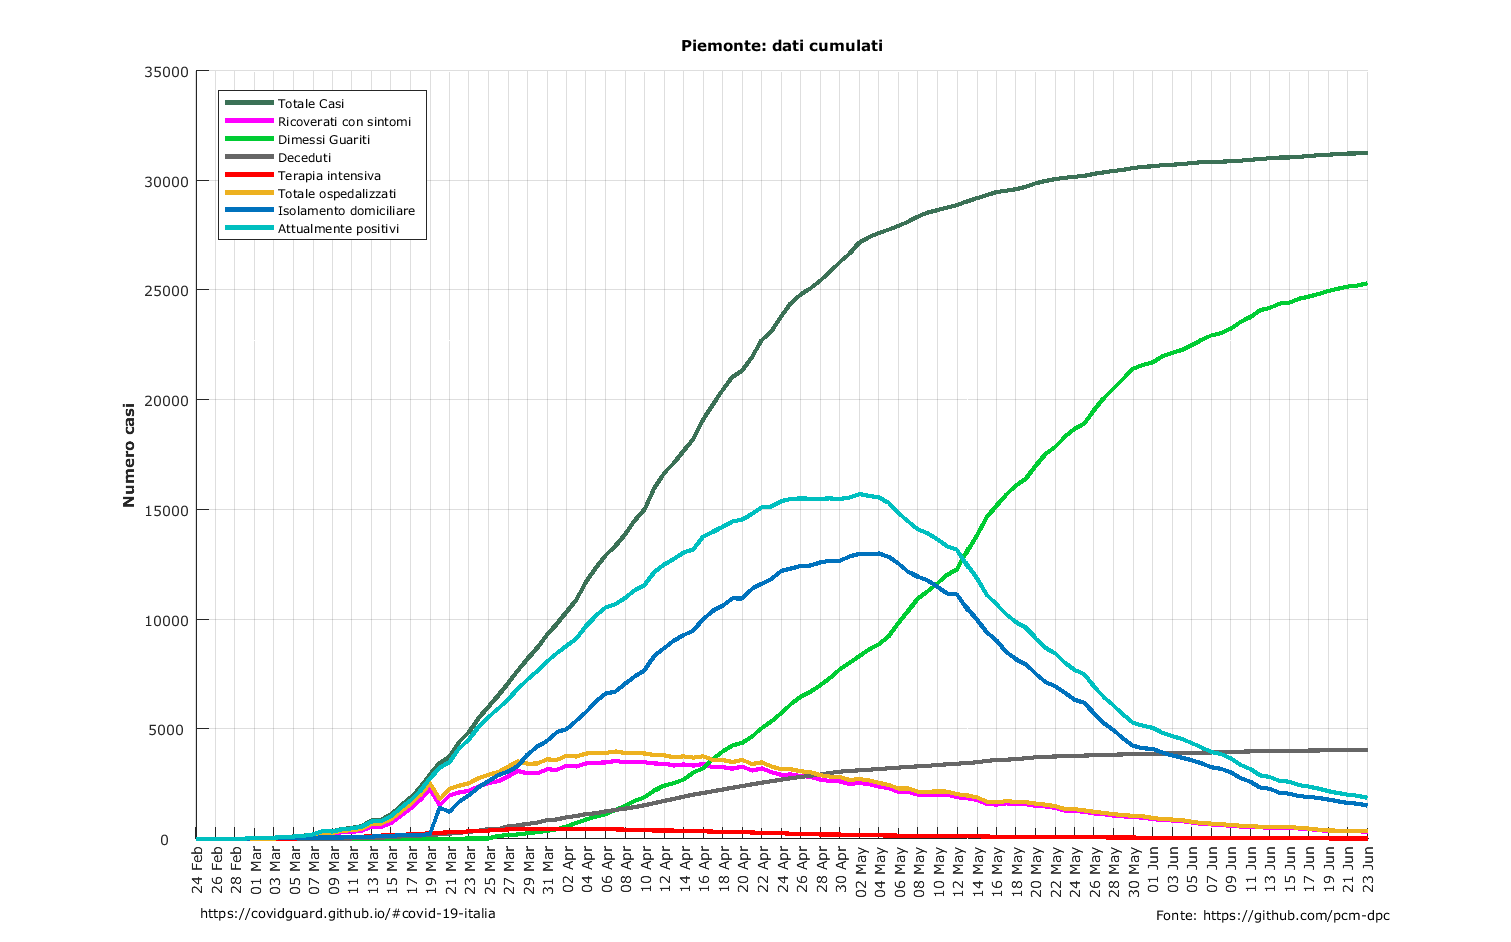 Piemonte: dati cumulati
35000
30000
25000
20000
15000
10000
5000
0
Numero casi
Totale Casi
Ricoverati con sintomi
Dimessi Guariti
Deceduti
Terapia intensiva
Totale ospedalizzati
Isolamento domiciliare
Attualmente positivi
24 Feb
26 Feb
28 Feb
01 Mar
03 Mar
05 Mar
07 Mar
09 Mar
11 Mar
13 Mar
15 Mar
17 Mar
19 Mar
21 Mar
23 Mar
25 Mar
27 Mar
29 Mar
31 Mar
02 Apr
04 Apr
06 Apr
08 Apr
10 Apr
12 Apr
14 Apr
16 Apr
18 Apr
20 Apr
22 Apr
24 Apr
26 Apr
28 Apr
30 Apr
02 May
04 May
06 May
08 May
10 May
12 May
14 May
16 May
18 May
20 May
22 May
24 May
26 May
28 May
30 May
01 Jun
03 Jun
05 Jun
07 Jun
09 Jun
11 Jun
13 Jun
15 Jun
17 Jun
19 Jun
21 Jun
23 Jun
https://covidguard.github.io/#covid-19-italia
Fonte: https://github.com/pcm-dpc